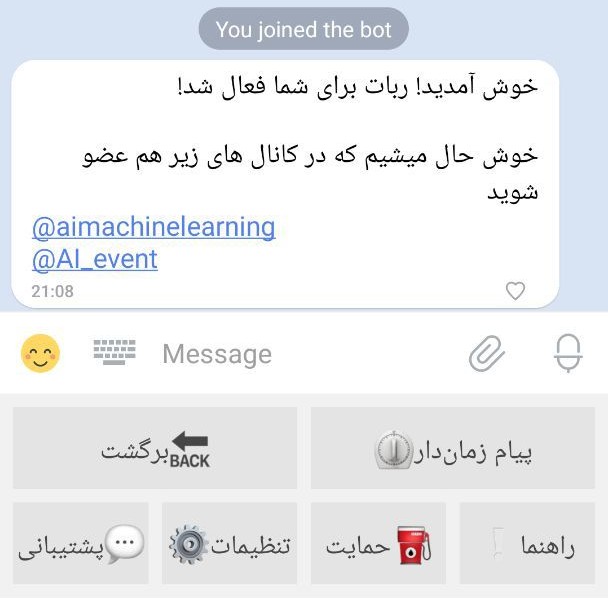 You joined the bot
خوش آمدید! ربات برای شما فعال شد!
خوش حال میشیم که در کانال های زیر هم عضو
شوید
@aimachinelearning
@AI_event
21:08
Message
پیام زمان‌دار
برگشت BACK
راهنما
حمایت
تنظیمات
پشتیبانی